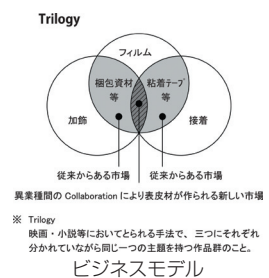 Trilogy
フィルム
梱包資材 粘着テープ
等 等
加飾 接着
従来からある市場 従来からある市場
異業種間の Collaboration により表皮材が作られる新しい市場
※ Trilogy
映画・小説等においてとられる手法で、三つにそれぞれ
分かれていながら同じ一つの主題を持つ作品群のこと。
ビジネスモデル